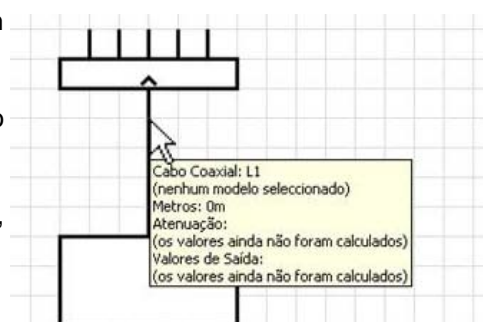 Cabo Coaxial: L1
(nenhum modelo seleccionado)
Metros: 0m
Atenuação:
(os valores ainda não foram calculados)
Valores de Saída:
(os valores ainda não foram calculados)